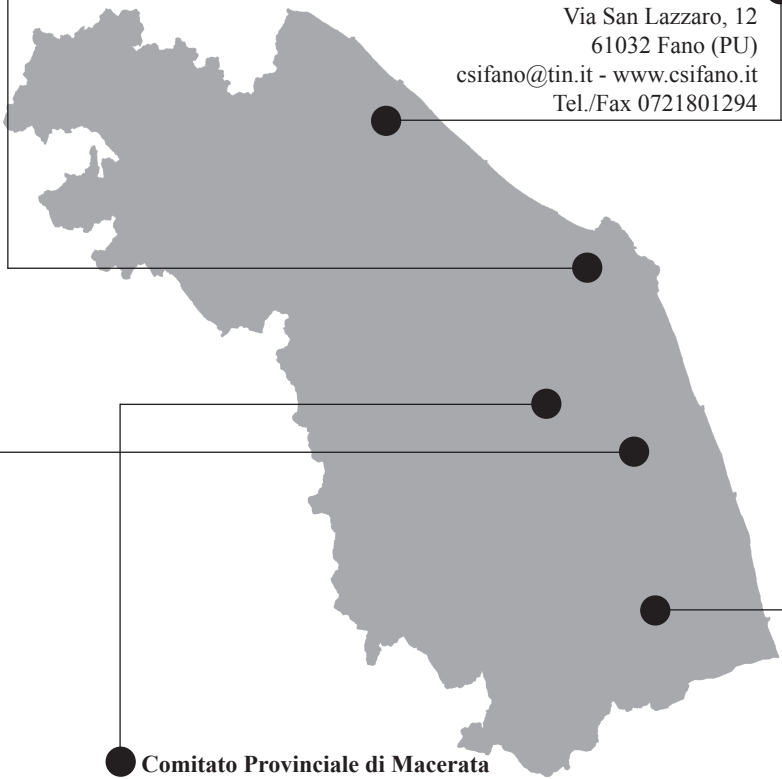 Via San Lazzaro, 12
61032 Fano (PU)
csifano@tin.it - www.csifano.it
Tel./Fax 0721801294
Comitato Provinciale di Macerata